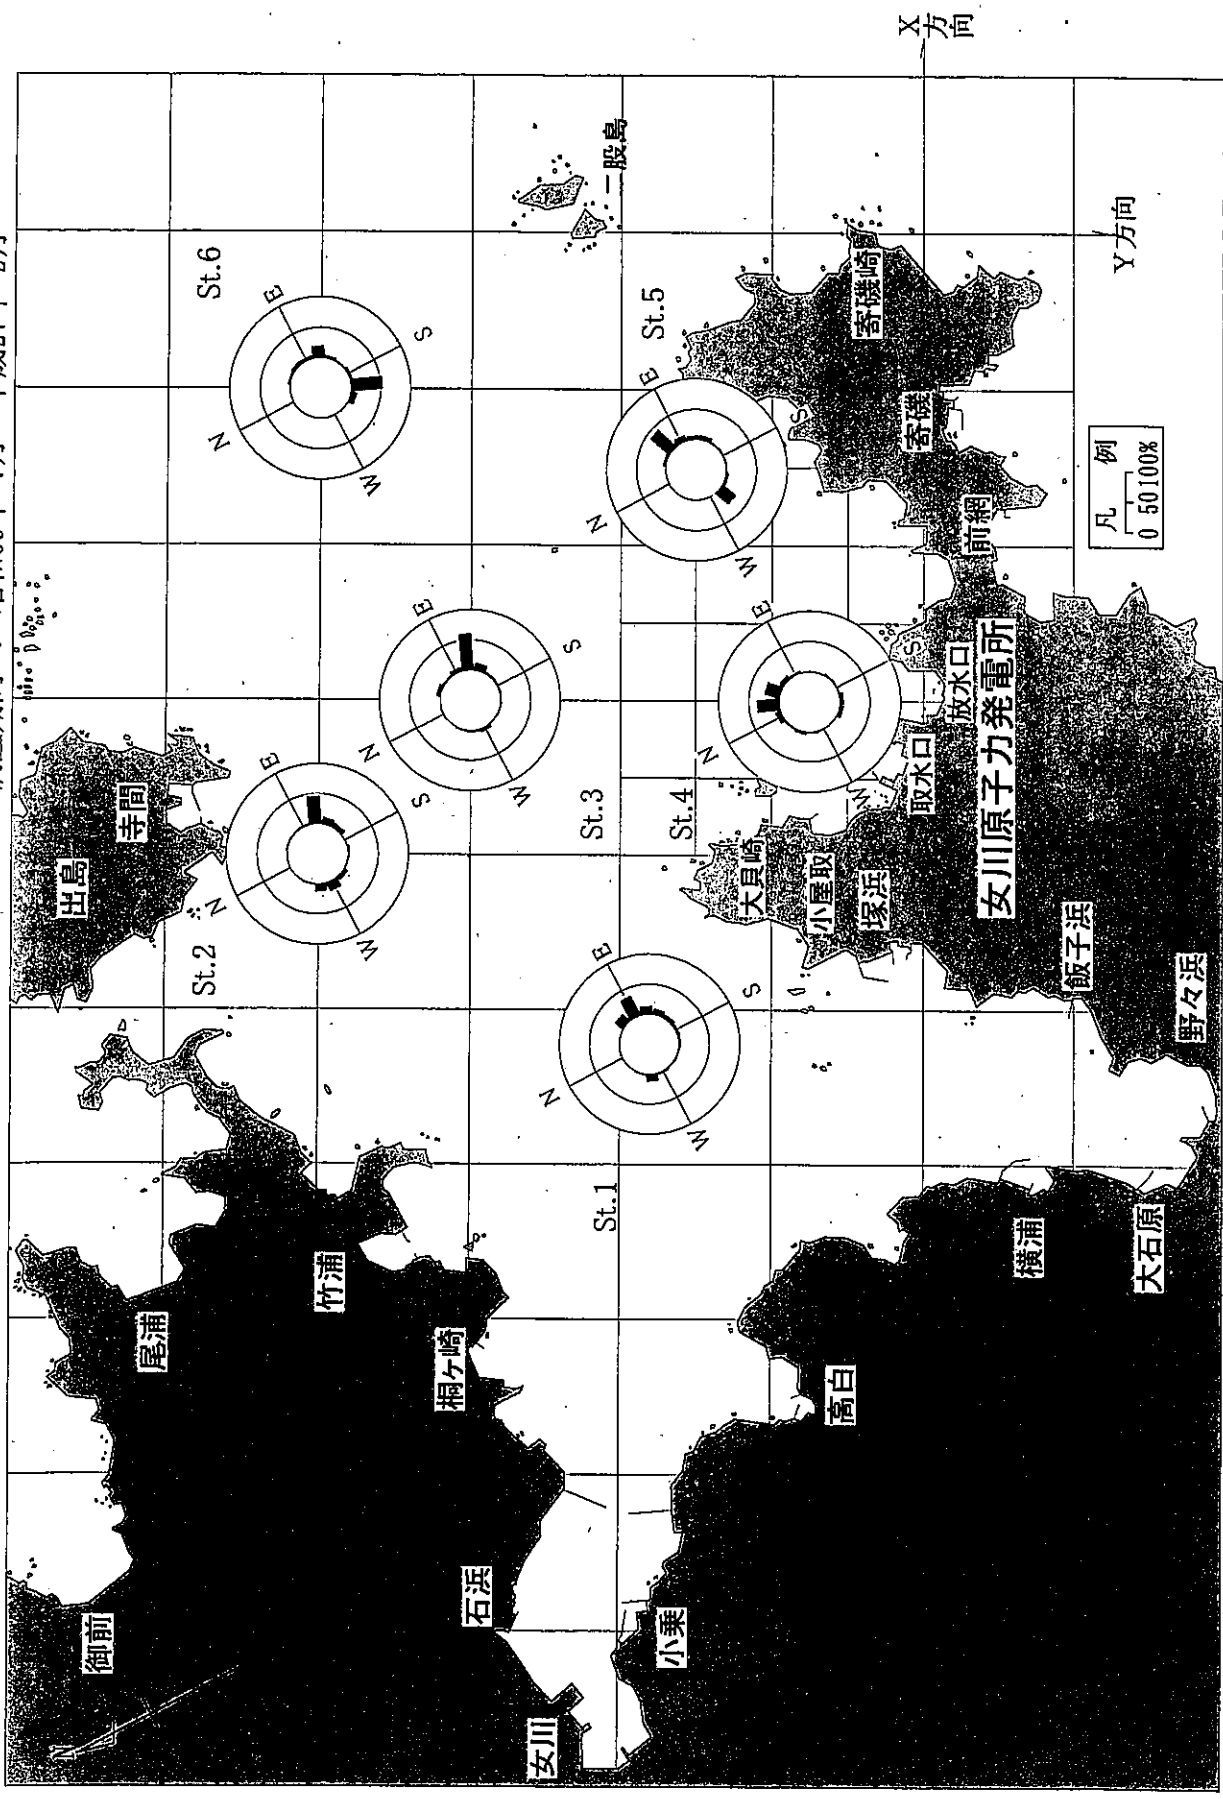 X方向
Y方向
St.6
N
E
S
W
二股島
St.5
N
E
S
W
寄磯崎
寄磯
前網
凡例
0 50 100%
出島
寺間
St.2
N
E
S
W
St.3
N
E
S
W
St.4
N
E
S
W
放水口
取水口
女川原子力発電所
大貝崎
小屋取
塚浜
飯子浜
野々浜
St.1
N
E
S
W
尾浦
竹浦
桐ヶ崎
御前
石浜
女川
小乗
高白
横浦
大石原
N